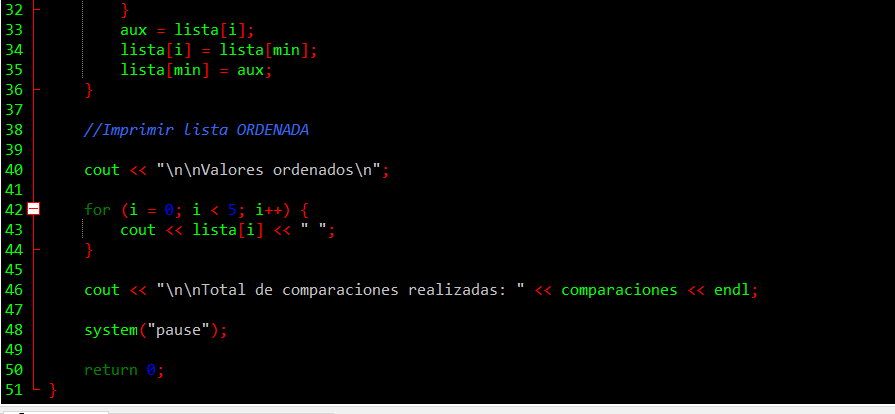 32 }
33 aux = lista[i];
34 lista[i] = lista[min];
35 lista[min] = aux;
36 }
37
38 //Imprimir lista ORDENADA
39
40 cout << "\n\nValores ordenados\n";
41
42 for (i = 0; i < 5; i++) {
43 cout << lista[i] << " ";
44 }
45
46 cout << "\n\nTotal de comparaciones realizadas: " << comparaciones << endl;
47
48 system("pause");
49
50 return 0;
51 }